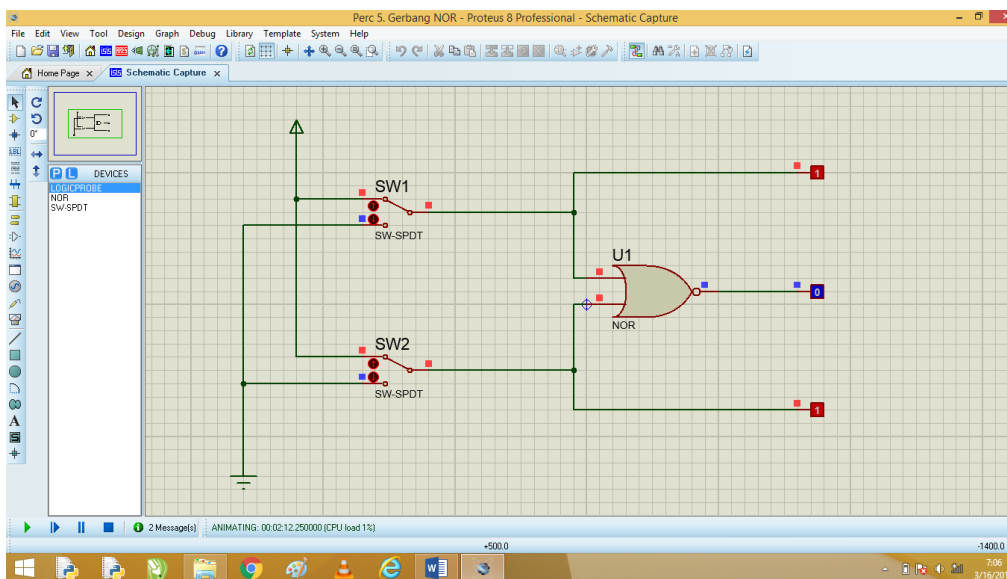 Perc 5. Gerbang NOR - Proteus 8 Professional - Schematic Capture
File Edit View Tool Design Graph Debug Library Template System Help
Home Page x Schematic Capture x
0°
P L DEVICES
LOGICPROBE
NOR
SW-SPDT
SW1
SW-SPDT
1
U1
NOR
0
SW2
SW-SPDT
1
2 Message(s) ANIMATING: 00:02:12.250000 (CPU load 1%)
+500.0 -1400.0
7:06